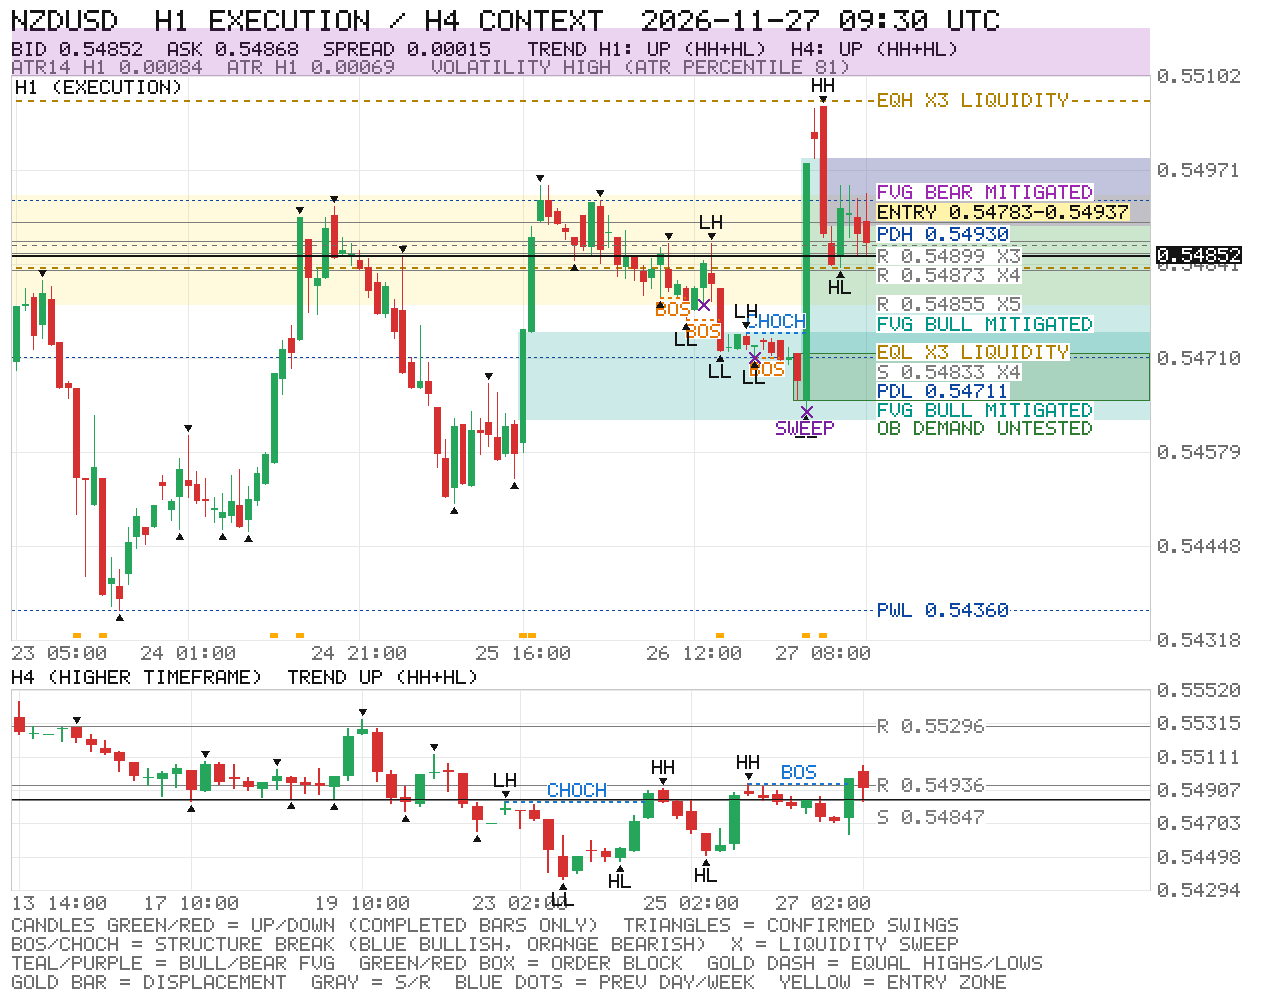 NZDUSD  H1 EXECUTION / H4 CONTEXT  2026-11-27 09:30 UTC
BID 0.54852  ASK 0.54868  SPREAD 0.00015   TREND H1: UP (HH+HL)  H4: UP (HH+HL)
ATR14 H1 0.00084  ATR H1 0.00069   VOLATILITY HIGH (ATR PERCENTILE 81)
H1 (EXECUTION)
0.55102
HH
EQH X3 LIQUIDITY
0.54971
FVG BEAR MITIGATED
ENTRY 0.54783-0.54937
LH
PDH 0.54930
R 0.54899 X3
0.54852
0.54841
R 0.54873 X4
HL
R 0.54855 X5
BOS
LH
CHOCH
FVG BULL MITIGATED
BOS
LL
EQL X3 LIQUIDITY
0.54710
LL
BOS
S 0.54833 X4
LL
PDL 0.54711
FVG BULL MITIGATED
SWEEP
OB DEMAND UNTESTED
0.54579
0.54448
PWL 0.54360
0.54318
23 05:00
24 01:00
24 21:00
25 16:00
26 12:00
27 08:00
H4 (HIGHER TIMEFRAME)  TREND UP (HH+HL)
0.55520
0.55315
R 0.55296
0.55111
HH
HH
BOS
LH
CHOCH
R 0.54936
0.54907
S 0.54847
0.54703
0.54498
HL
HL
0.54294
LL
13 14:00
17 10:00
19 10:00
23 02:00
25 02:00
27 02:00
CANDLES GREEN/RED = UP/DOWN (COMPLETED BARS ONLY)  TRIANGLES = CONFIRMED SWINGS
BOS/CHOCH = STRUCTURE BREAK (BLUE BULLISH, ORANGE BEARISH)  X = LIQUIDITY SWEEP
TEAL/PURPLE = BULL/BEAR FVG  GREEN/RED BOX = ORDER BLOCK  GOLD DASH = EQUAL HIGHS/LOWS
GOLD BAR = DISPLACEMENT  GRAY = S/R  BLUE DOTS = PREV DAY/WEEK  YELLOW = ENTRY ZONE